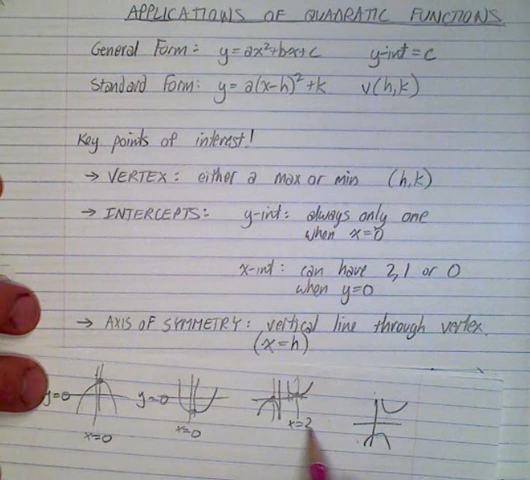 APPLICATIONS OF QUADRATIC FUNCTIONS
General Form: y = ax²+bx+c y-int = c
Standard Form: y = a(x-h)²+k v(h,k)
Key points of interest!
→ VERTEX: either a max or min (h,k)
→ INTERCEPTS: y-int: always only one
when x=0
x-int: can have 2,1 or 0
when y=0
→ AXIS OF SYMMETRY: vertical line through vertex.
(x=h)
y=0 y=0
x=0 x=0 x=2